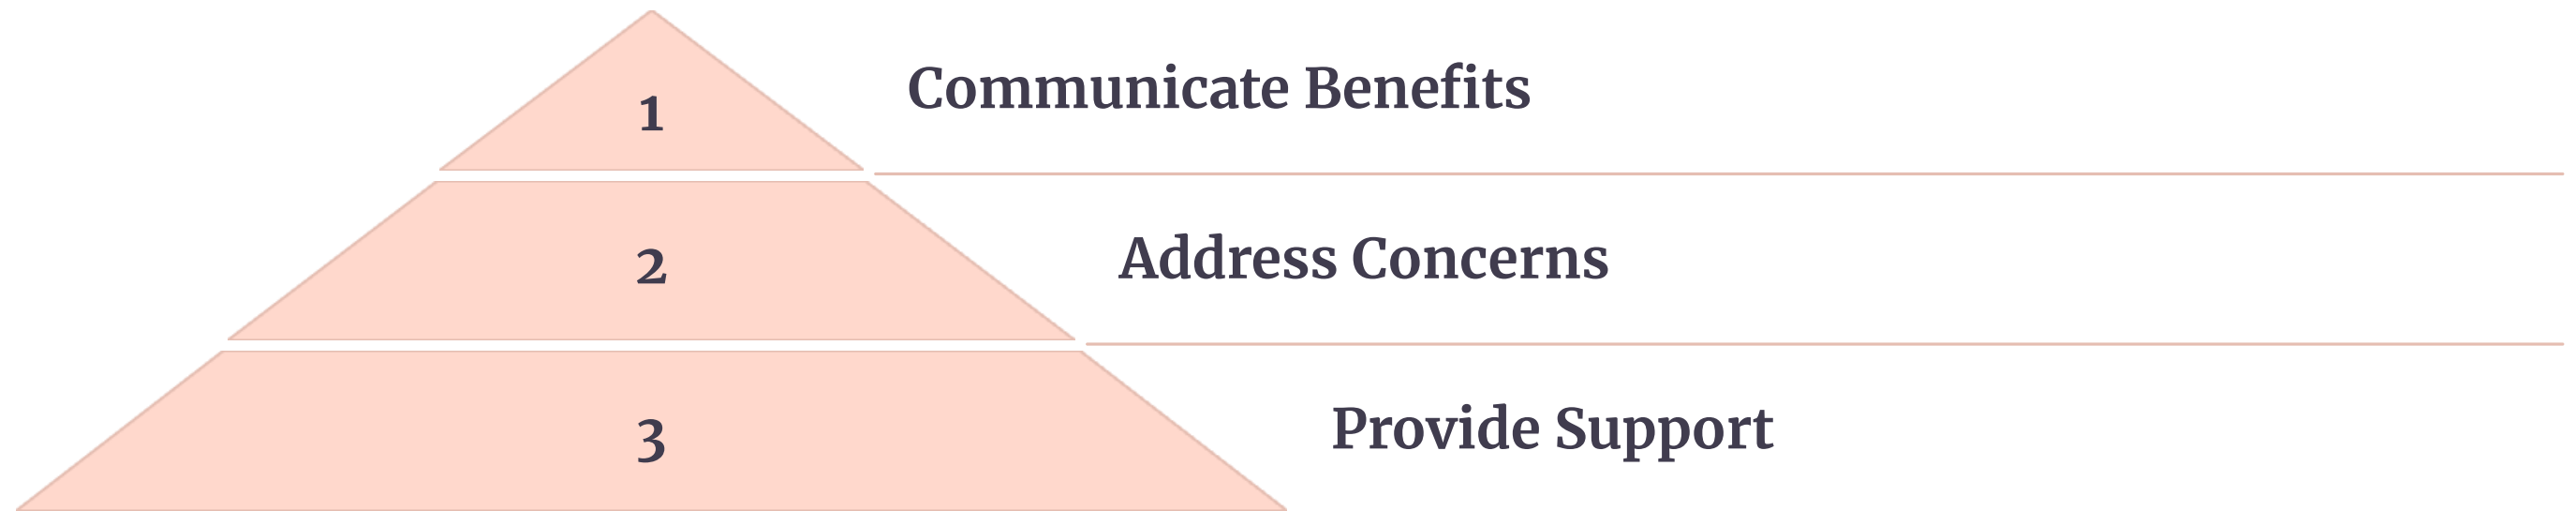 1
Communicate Benefits
2
Address Concerns
3
Provide Support